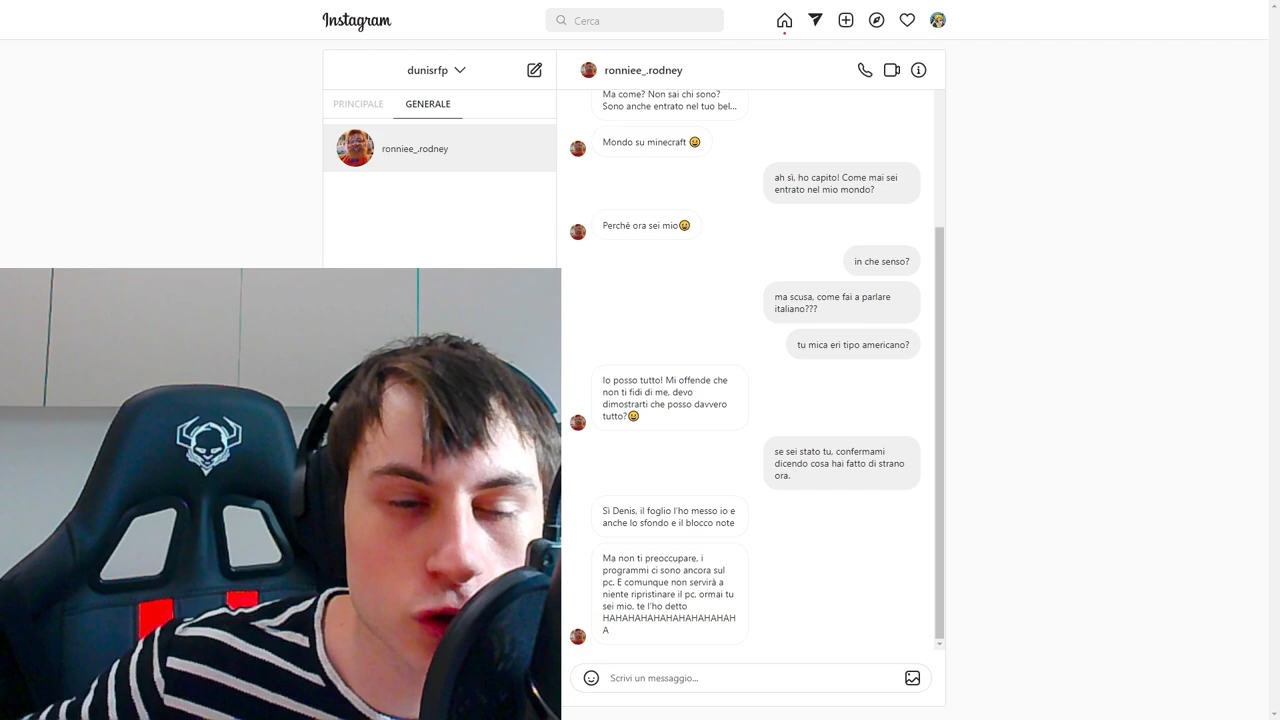 Instagram
Cerca
dunisrfp
ronniee_.rodney
PRINCIPALE
GENERALE
ronniee_.rodney
Ma come? Non sai chi sono?
Sono anche entrato nel tuo bel...
Mondo su minecraft 😉
ah sì, ho capito! Come mai sei
entrato nel mio mondo?
Perché ora sei mio😉
in che senso?
ma scusa, come fai a parlare
italiano???
tu mica eri tipo americano?
Io posso tutto! Mi offende che
non ti fidi di me, devo
dimostrarti che posso davvero
tutto?😉
se sei stato tu, confermami
dicendo cosa hai fatto di strano
ora.
Sì Denis, il foglio l'ho messo io e
anche lo sfondo e il blocco note
Ma non ti preoccupare, i
programmi ci sono ancora sul
pc. E comunque non servirà a
niente ripristinare il pc, ormai tu
sei mio, te l'ho detto
HAHAHAHAHAHAHAHAHAHAH
A
Scrivi un messaggio...